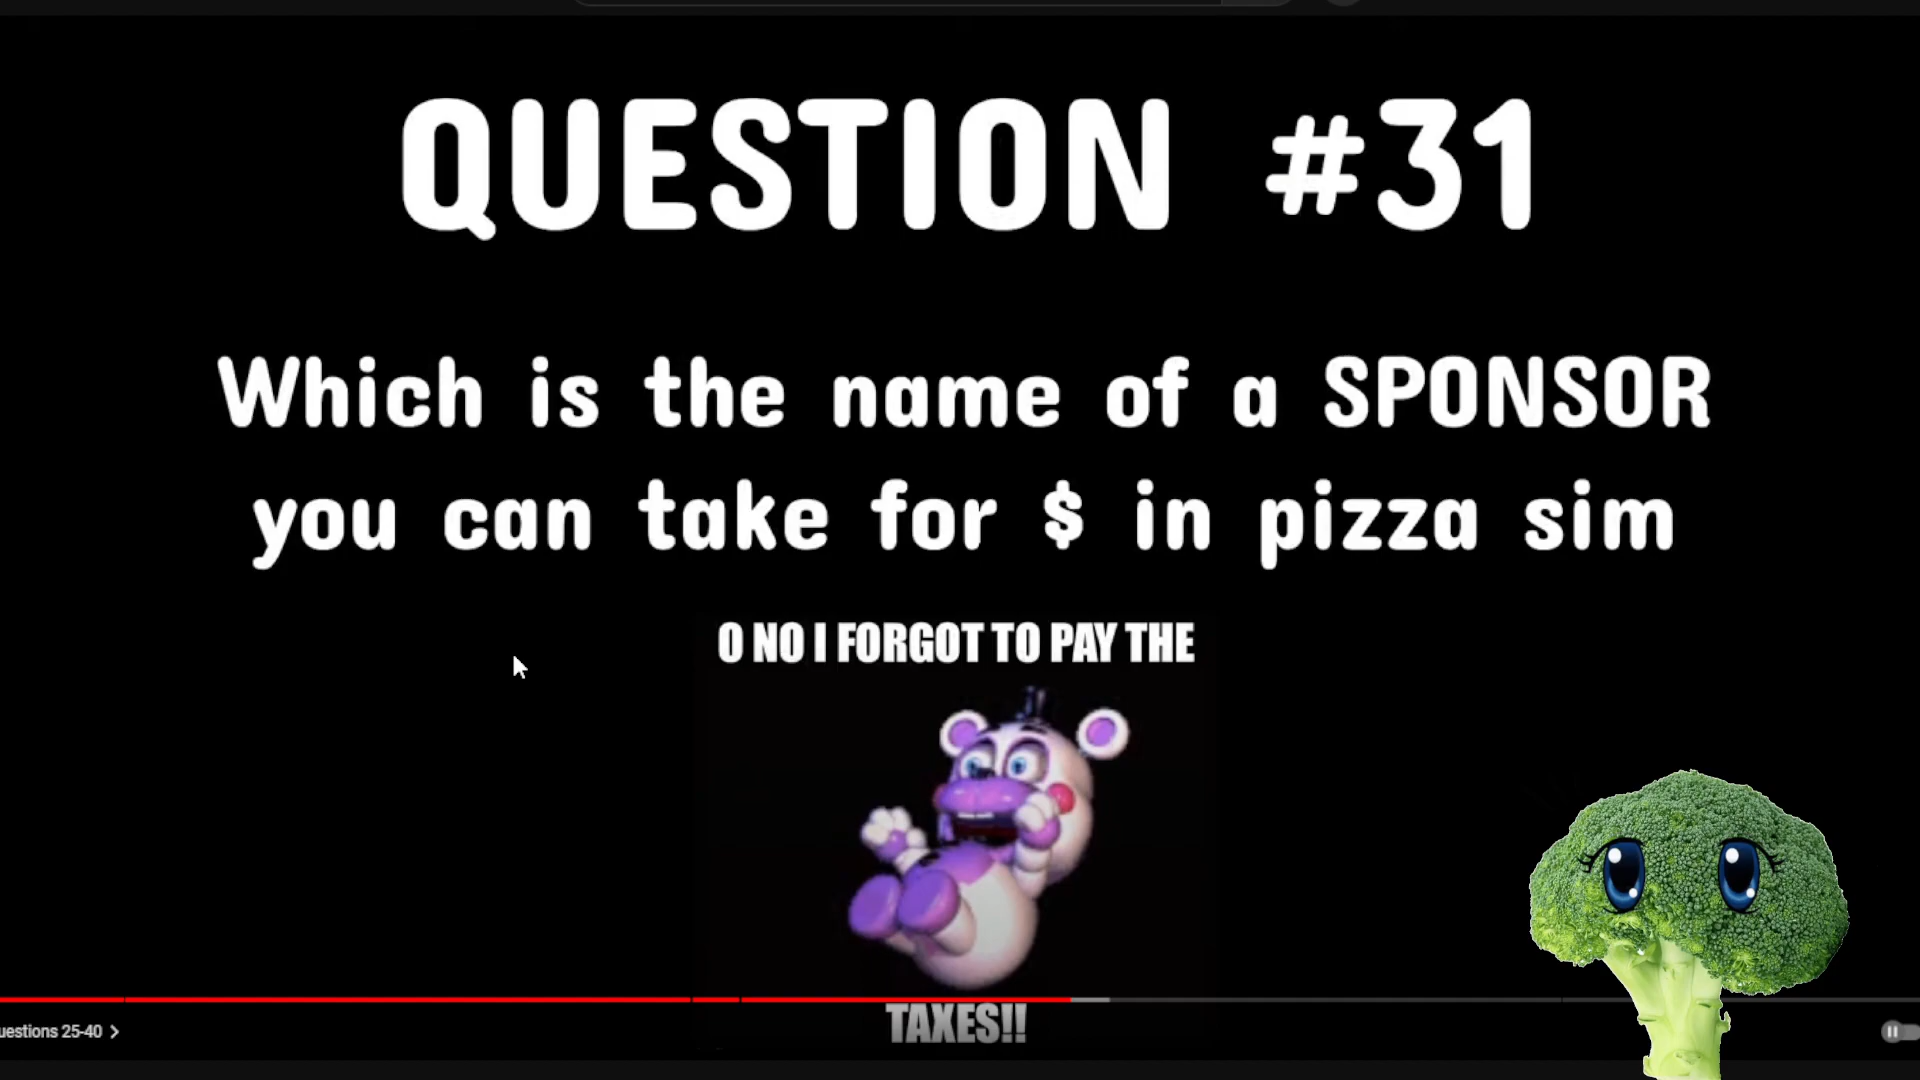 QUESTION #31
Which is the name of a SPONSOR
you can take for $ in pizza sim
O NO I FORGOT TO PAY THE
TAXES!!
uestions 25-40